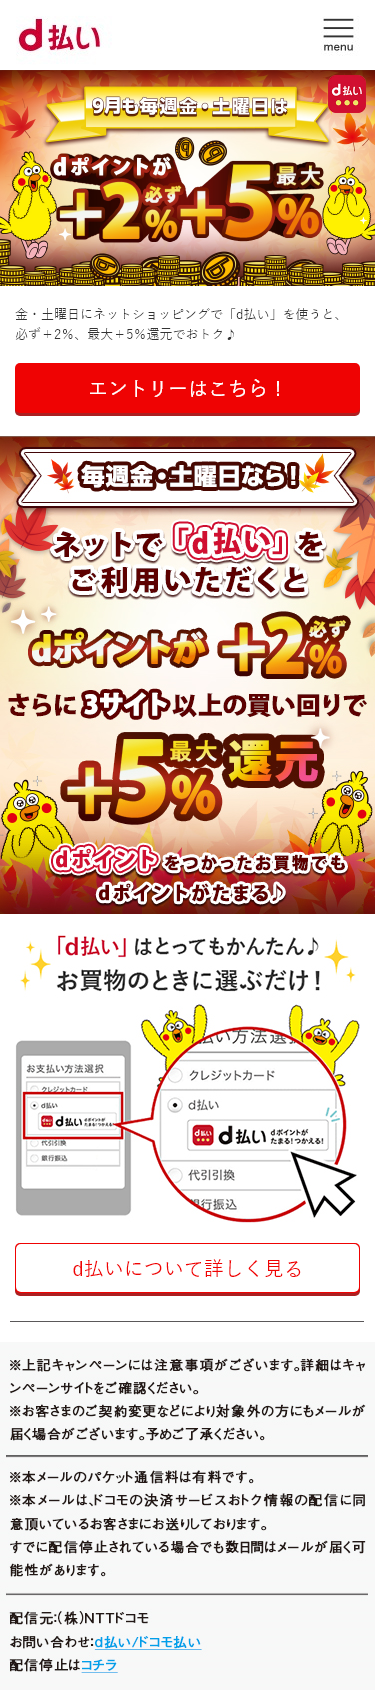 d払い
menu
9月も毎週金・土曜日は
d払い
dポイントが
必ず
+2%
最大
+5%
金・土曜日にネットショッピングで「d払い」を使うと、
必ず+2%、最大+5%還元でおトク♪
エントリーはこちら！
毎週金・土曜日なら！
ネットで「d払い」を
ご利用いただくと
dポイントが+2%
必ず
さらに3サイト以上の買い回りで
+5%
最大
還元
dポイントをつかったお買物でも
dポイントがたまる♪
「d払い」はとってもかんたん♪
お買物のときに選ぶだけ！
お支払い方法選択
クレジットカード
d払い
d払い dポイントが
たまる！つかえる！
代引引換
銀行振込
払い方法選
クレジットカード
d払い
d払い dポイントが
たまる！つかえる！
代引引換
銀行振込
d払いについて詳しく見る
※上記キャンペーンには注意事項がございます。詳細はキャ
ンペーンサイトをご確認ください。
※お客さまのご契約変更などにより対象外の方にもメールが
届く場合がございます。予めご了承ください。
※本メールのパケット通信料は有料です。
※本メールは、ドコモの決済サービスおトク情報の配信に同
意頂いているお客さまにお送りしております。
すでに配信停止されている場合でも数日間はメールが届く可
能性があります。
配信元：（株）NTTドコモ
お問い合わせ：d払い/ドコモ払い
配信停止はコチラ